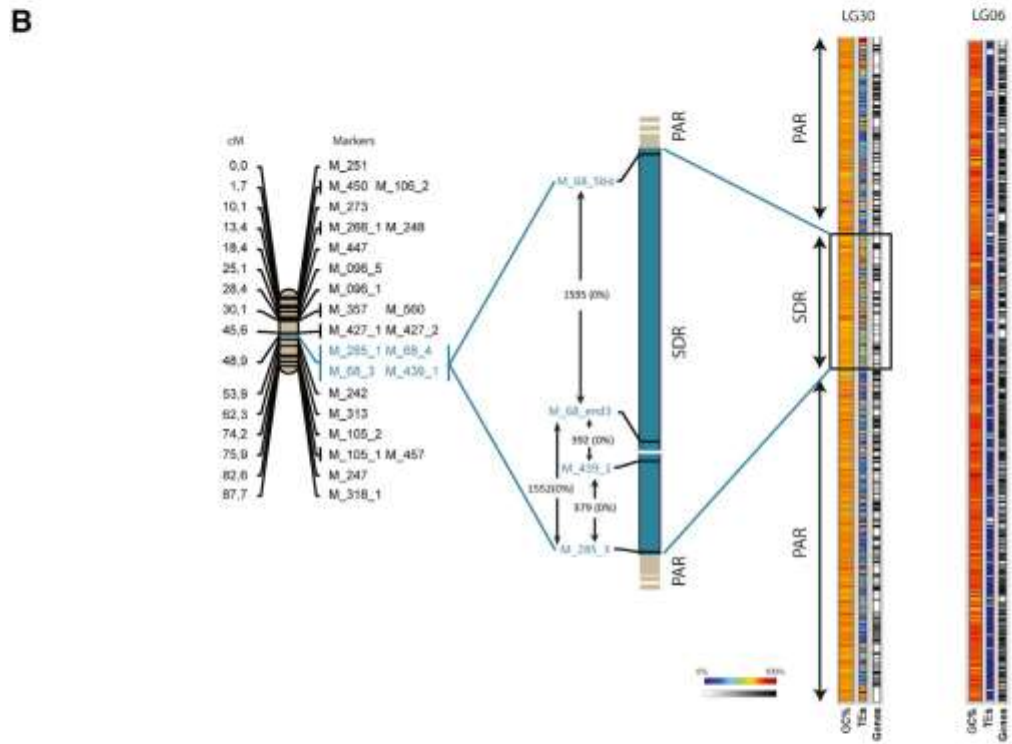 B
LG30 LG06
cM Markers
0,0 M_251
1,7 M_450 M_106_2
10,1 M_273
13,4 M_266_1 M_248
18,4 M_447
25,1 M_096_5
28,4 M_096_1
30,1 M_357 M_560
45,6 M_427_1 M_427_2
M_285_1 M_68_4
48,9
M_68_3 M_439_1
53,9 M_242
62,3 M_313
74,2 M_105_2
75,9 M_105_1 M_457
82,6 M_247
87,7 M_318_1
1595 (0%)
M_68_end3
392 (0%)
M_439_1
1552(0%)
379 (0%)
M_285_3
PAR
SDR
PAR
PAR
SDR
PAR
0% 100%
GC% TEs Genes
GC% TEs Genes